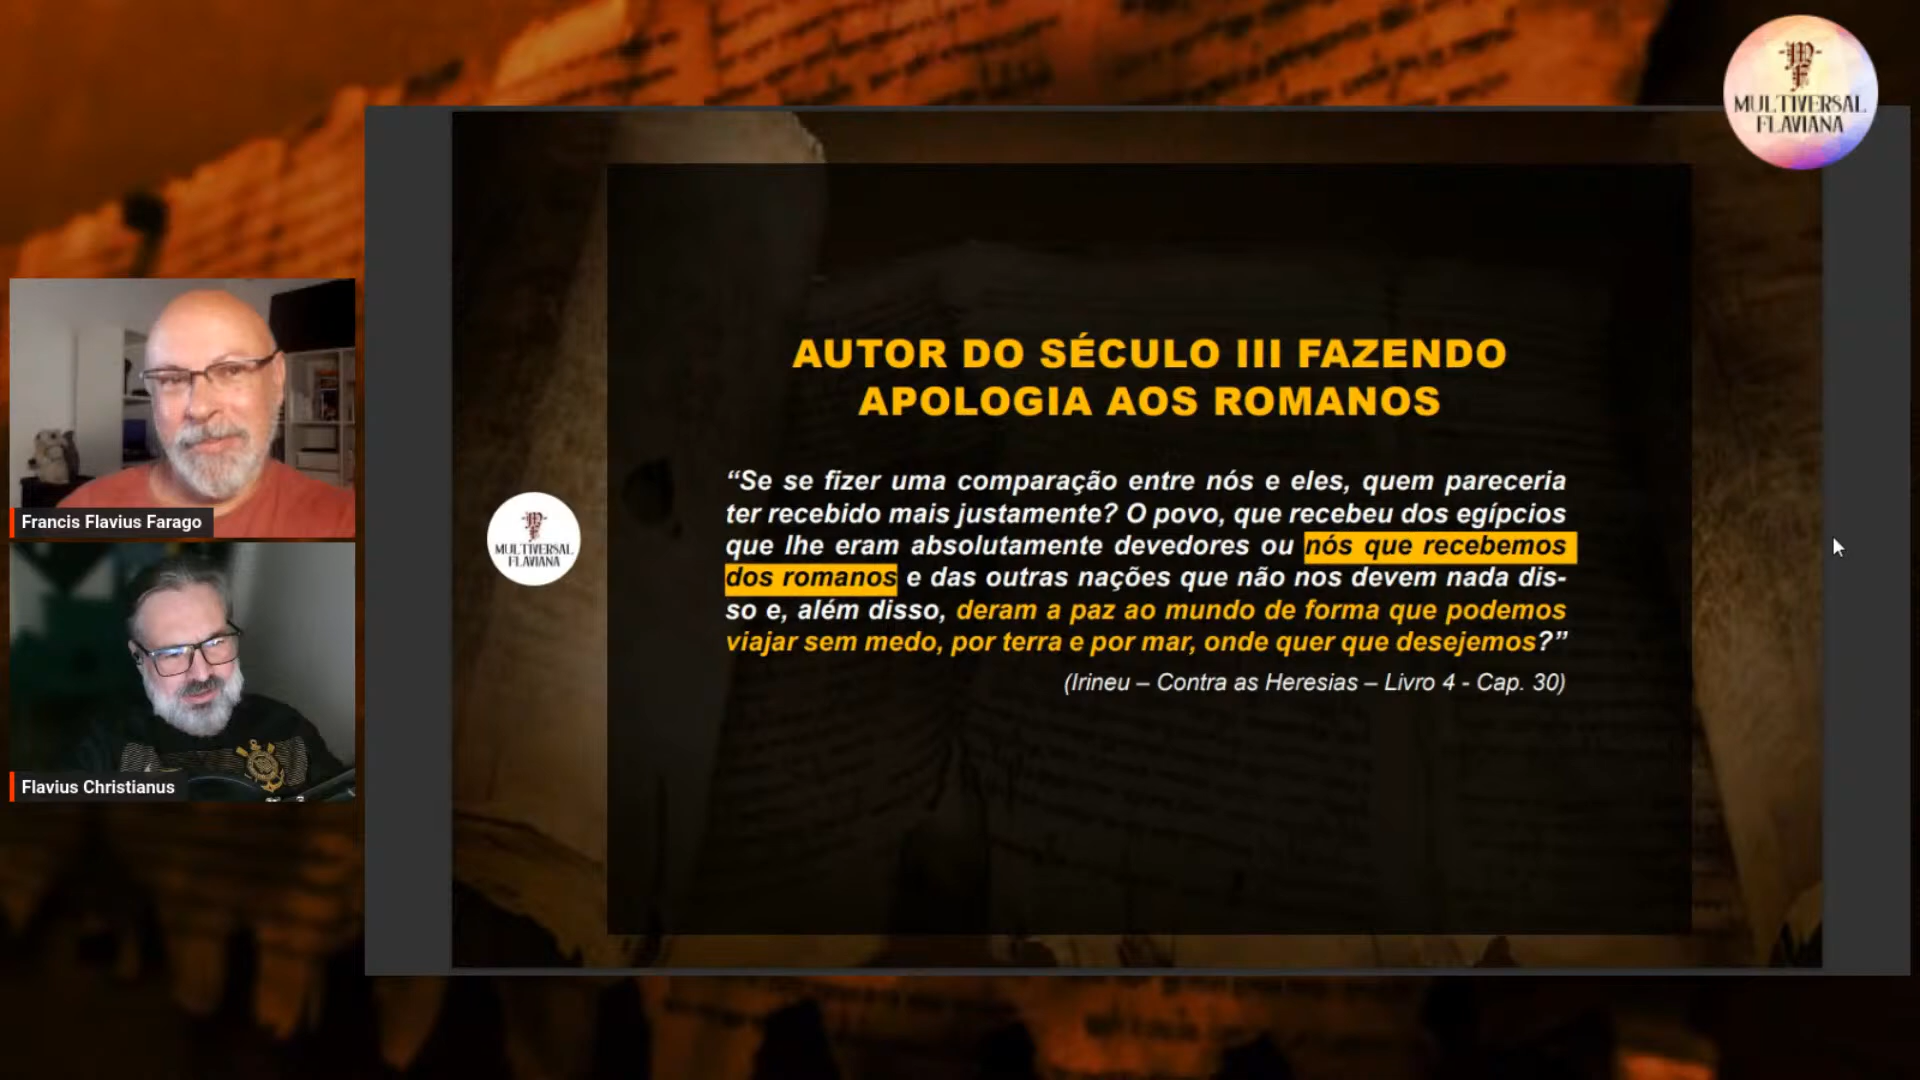 MULTIVERSAL
FLAVIANA
AUTOR DO SÉCULO III FAZENDO
APOLOGIA AOS ROMANOS
“Se se fizer uma comparação entre nós e eles, quem pareceria
ter recebido mais justamente? O povo, que recebeu dos egípcios
que lhe eram absolutamente devedores ou nós que recebemos
dos romanos e das outras nações que não nos devem nada dis-
so e, além disso, deram a paz ao mundo de forma que podemos
viajar sem medo, por terra e por mar, onde quer que desejemos?”
(Irineu – Contra as Heresias – Livro 4 - Cap. 30)
MULTIVERSAL
FLAVIANA
Francis Flavius Farago
Flavius Christianus